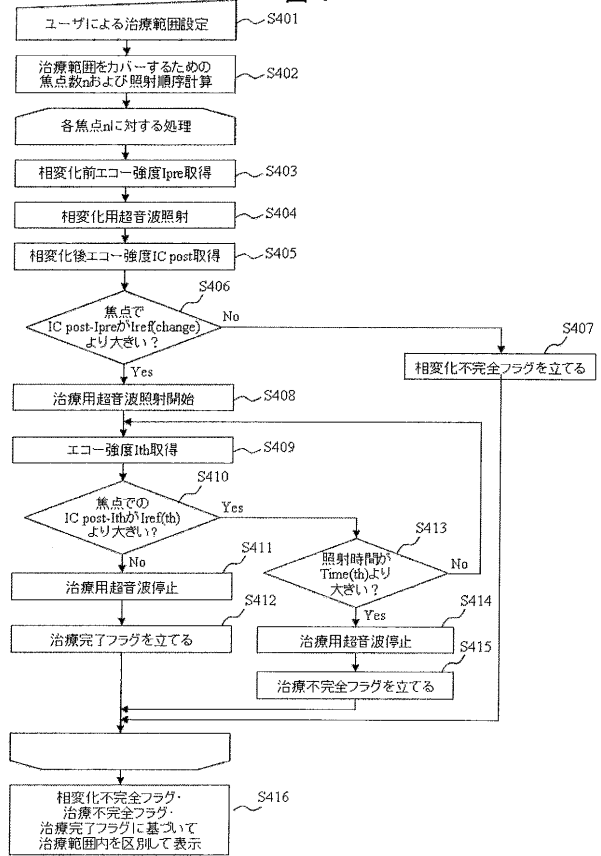 ユーザによる治療範囲設定
S401
治療範囲をカバーするための
焦点数nおよび照射順序計算
S402
各焦点nに対する処理
相変化前エコー強度Ipre取得
S403
相変化用超音波照射
S404
相変化後エコー強度IC post取得
S405
S406
焦点で
IC post-IpreがIref(change)
より大きい？
No
S407
相変化不完全フラグを立てる
Yes
治療用超音波照射開始
S408
エコー強度Ith取得
S409
S410
焦点での
IC post-IthがIref(th)
より大きい？
Yes
S413
照射時間が
Time(th)より
大きい？
No
No
S411
治療用超音波停止
Yes
S414
治療用超音波停止
S412
治療完了フラグを立てる
S415
治療不完全フラグを立てる
相変化不完全フラグ・
治療不完全フラグ・
治療完了フラグに基づいて
治療範囲内を区別して表示
S416